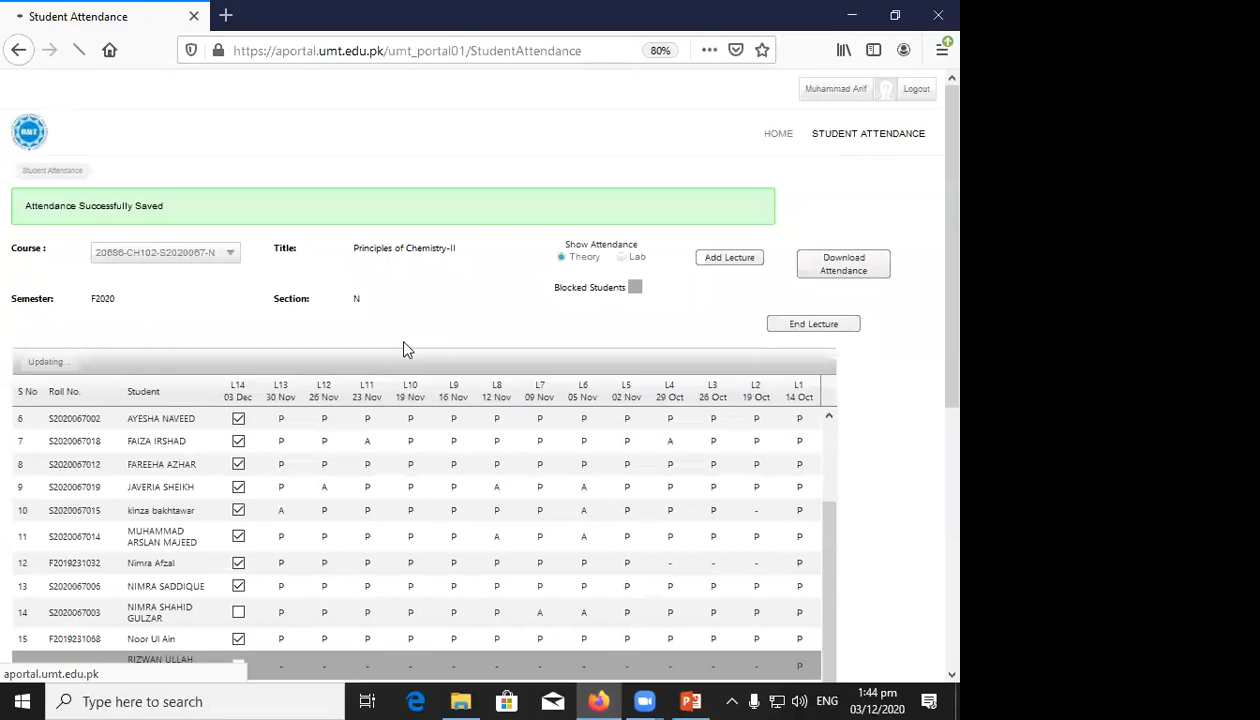 Student Attendance
https://aportal.umt.edu.pk/umt_portal01/StudentAttendance 80%
Muhammad Arif Logout
UMT
HOME STUDENT ATTENDANCE
Student Attendance
Attendance Successfully Saved
Course : 20696-CH102-S2020067-N Title: Principles of Chemistry-II Show Attendance Theory Lab Add Lecture Download Attendance
Blocked Students
Semester: F2020 Section: N
End Lecture
Updating...
S No Roll No. Student L14 L13 L12 L11 L10 L9 L8 L7 L6 L5 L4 L3 L2 L1
03 Dec 30 Nov 26 Nov 23 Nov 19 Nov 16 Nov 12 Nov 09 Nov 05 Nov 02 Nov 29 Oct 26 Oct 19 Oct 14 Oct
6 S2020067002 AYESHA NAVEED P P P P P P P P P P P P P
7 S2020067018 FAIZA IRSHAD P P A P P P P P P A P P P
8 S2020067012 FAREEHA AZHAR P P P P P P P P P P P P P
9 S2020067019 JAVERIA SHEIKH P A P P P A P A P P P P P
10 S2020067015 kinza bakhtawar A P P P P P P A P P P - P
11 S2020067014 MUHAMMAD ARSLAN MAJEED P P P P P A P A P P P P P
12 F2019231032 Nimra Afzal P P P P P P P P P - - - P
13 S2020067006 NIMRA SADDIQUE P P P P P P P P P P P P P
14 S2020067003 NIMRA SHAHID GULZAR P P P P P P A A P P P P P
15 F2019231068 Noor Ul Ain P P P P P P P P P P P P P
RIZWAN ULLAH - - - - - - - - - - - - P
aportal.umt.edu.pk
Type here to search
ENG 1:44 pm
03/12/2020